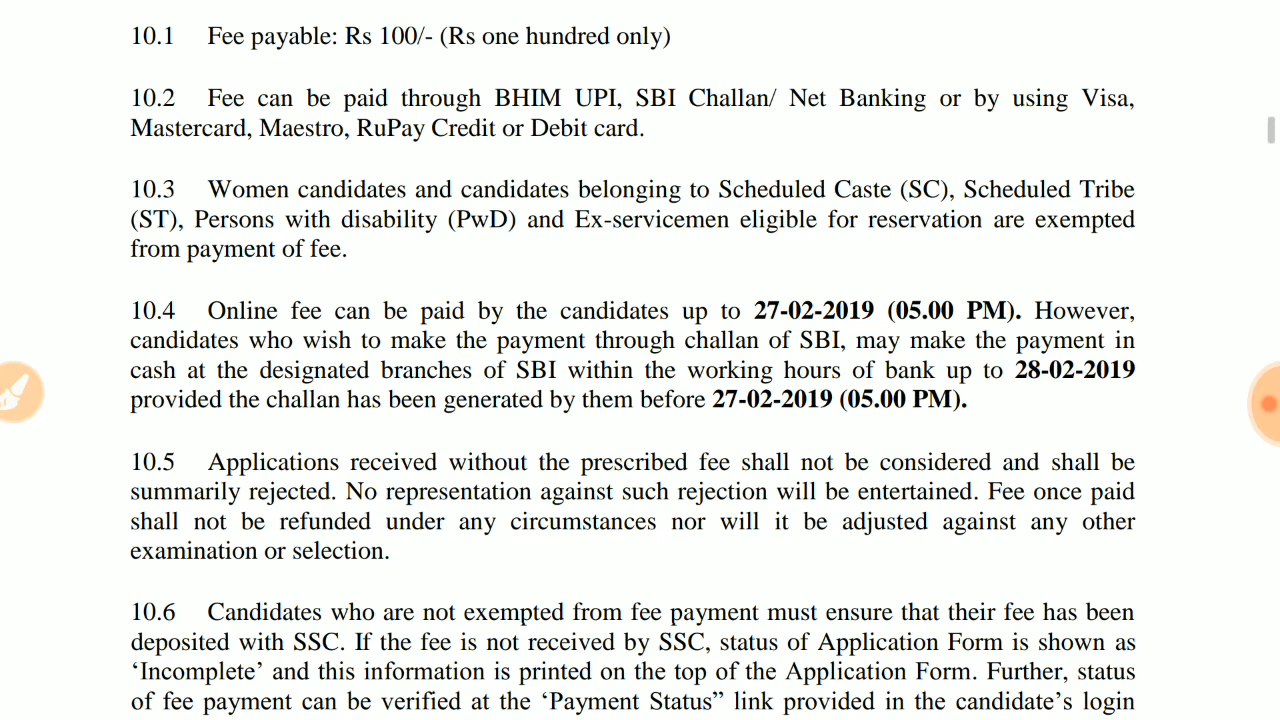 10.1 Fee payable: Rs 100/- (Rs one hundred only)
10.2 Fee can be paid through BHIM UPI, SBI Challan/ Net Banking or by using Visa,
Mastercard, Maestro, RuPay Credit or Debit card.
10.3 Women candidates and candidates belonging to Scheduled Caste (SC), Scheduled Tribe
(ST), Persons with disability (PwD) and Ex-servicemen eligible for reservation are exempted
from payment of fee.
10.4 Online fee can be paid by the candidates up to 27-02-2019 (05.00 PM). However,
candidates who wish to make the payment through challan of SBI, may make the payment in
cash at the designated branches of SBI within the working hours of bank up to 28-02-2019
provided the challan has been generated by them before 27-02-2019 (05.00 PM).
10.5 Applications received without the prescribed fee shall not be considered and shall be
summarily rejected. No representation against such rejection will be entertained. Fee once paid
shall not be refunded under any circumstances nor will it be adjusted against any other
examination or selection.
10.6 Candidates who are not exempted from fee payment must ensure that their fee has been
deposited with SSC. If the fee is not received by SSC, status of Application Form is shown as
‘Incomplete’ and this information is printed on the top of the Application Form. Further, status
of fee payment can be verified at the ‘Payment Status” link provided in the candidate’s login